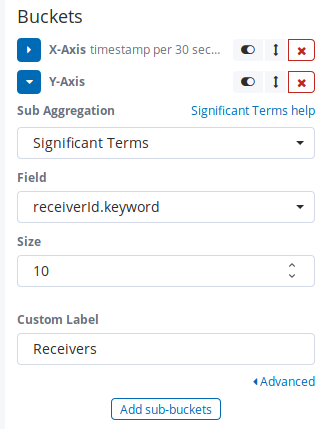 Buckets
X-Axis timestamp per 30 sec...
Y-Axis
Sub Aggregation Significant Terms help
Significant Terms
Field
receiverId.keyword
Size
10
Custom Label
Receivers
Advanced
Add sub-buckets